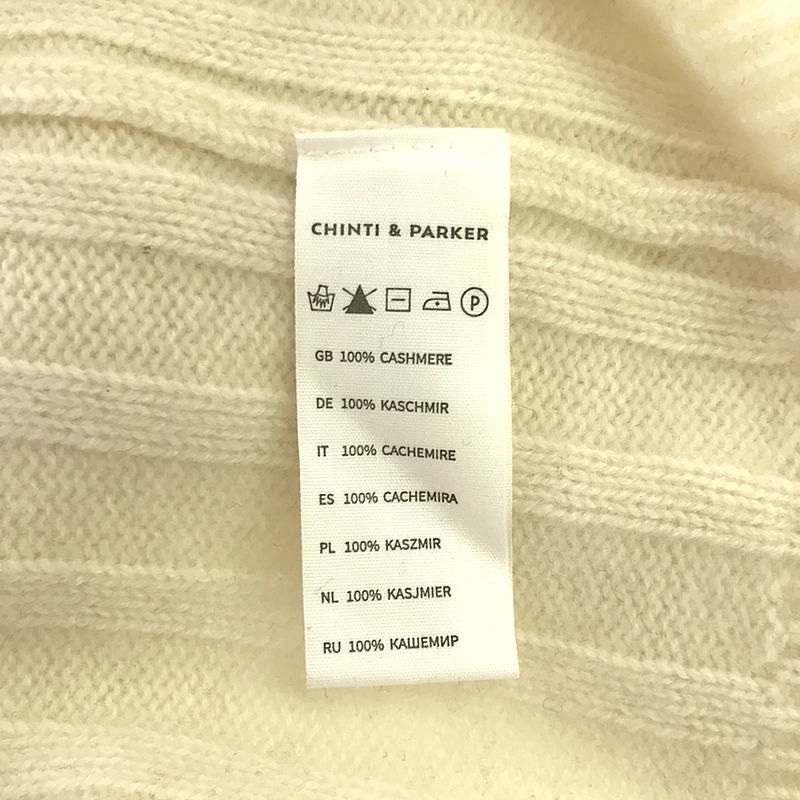 CHINTI & PARKER
P
GB 100% CASHMERE
DE 100% KASCHMIR
IT 100% CACHEMIRE
ES 100% CACHEMIRA
PL 100% KASZMIR
NL 100% KASJMIER
RU 100% КАШЕМИР